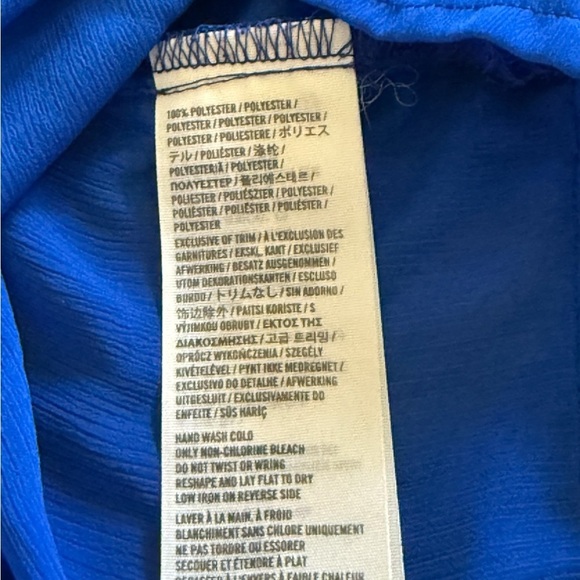 100% POLYESTER / POLYESTER /
POLYESTER / POLYESTER / POLYESTER /
POLYESTER / POLIESTERE / ポリエス
テル / POLIÉSTER / 涤纶 /
POLYESTERIÄ / POLYESTER /
ΠΟΛΥΕΣΤΕΡ / 폴리에스테르 /
POLIESTER / POLIÉSZTER / POLYESTER /
POLIÉSTER / POLIÉSTER / POLIÉSTER /
POLYESTER
EXCLUSIVE OF TRIM / À L'EXCLUSION DES
GARNITURES / EKSKL. KANT / EXCLUSIEF
AFWERKING / BESATZ AUSGENOMMEN /
UTOM DEKORATIONSKANTEN / ESCLUSO
BORDO / トリムなし / SIN ADORNO /
饰边除外 / PAITSI KORISTE / S
VÝJIMKOU OBRUBY / ΕΚΤΟΣ ΤΗΣ
ΔΙΑΚΟΣΜΗΣΗΣ / 고급 트리밍 /
OPRÓCZ WYKOŃCZENIA / SZEGÉLY
KIVÉTELÉVEL / PYNT IKKE MEDREGNET /
EXCLUSIVO DO DETALHE / AFWERKING
UITGESLUIT / EXCLUSIVAMENTO DO
ENFEITE / SÜS HARİÇ
HAND WASH COLD
ONLY NON-CHLORINE BLEACH
DO NOT TWIST OR WRING
RESHAPE AND LAY FLAT TO DRY
LOW IRON ON REVERSE SIDE
LAVER À LA MAIN, À FROID
BLANCHIMENT SANS CHLORE UNIQUEMENT
NE PAS TORDRE OU ESSORER
SECOUER ET ÉTENDRE À PLAT
REPASSER À L'ENVERS À FAIBLE CHALEUR